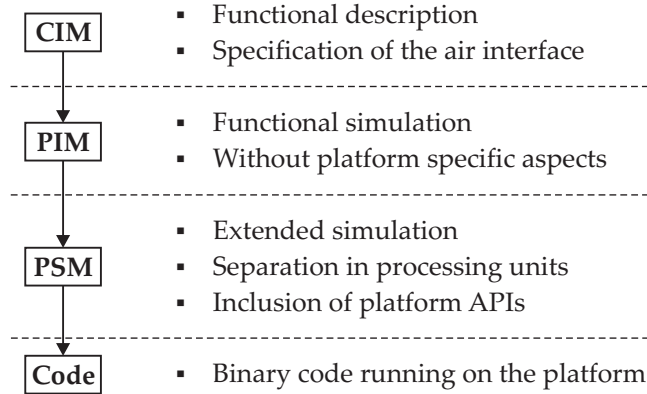 CIM
▪ Functional description
▪ Specification of the air interface
PIM
▪ Functional simulation
▪ Without platform specific aspects
PSM
▪ Extended simulation
▪ Separation in processing units
▪ Inclusion of platform APIs
Code
▪ Binary code running on the platform